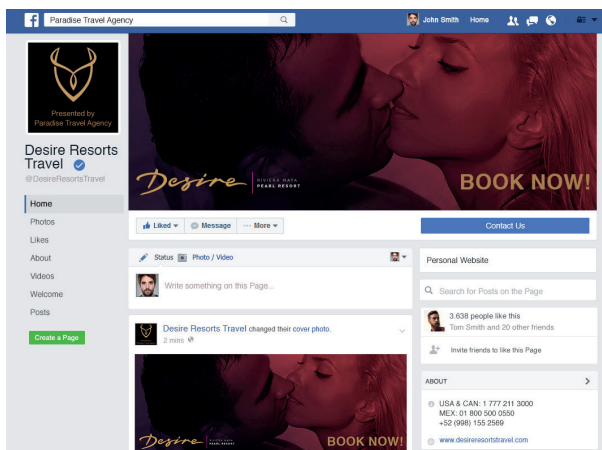 f
Paradise Travel Agency
John Smith Home
Presented by
Paradise Travel Agency
Desire Resorts
Travel
@DesireResortsTravel
Home
Photos
Likes
About
Videos
Welcome
Posts
Create a Page
Desire
RIVIERA MAYA
PEARL RESORT
BOOK NOW!
Liked Message ··· More
Contact Us
Status Photo / Video
Write something on this Page...
Desire Resorts Travel changed their cover photo.
2 mins
Desire
RIVIERA MAYA
PEARL RESORT
BOOK NOW!
Personal Website
Search for Posts on the Page
3.638 people like this
Tom Smith and 20 other friends
Invite friends to like this Page
ABOUT
USA & CAN: 1 777 211 3000
MEX: 01 800 500 0550
+52 (998) 155 2569
www.desireresortstravel.com